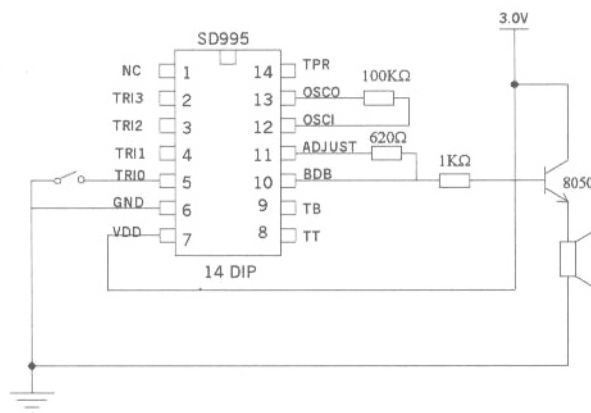 3.0V
SD995
NC 1 14 TPR
TRI3 2 13 OSCO 100KΩ
TRI2 3 12 OSCI
TRI1 4 11 ADJUST 620Ω
TRI0 5 10 BDB 1KΩ 8050
GND 6 9 TB
VDD 7 8 TT
14 DIP